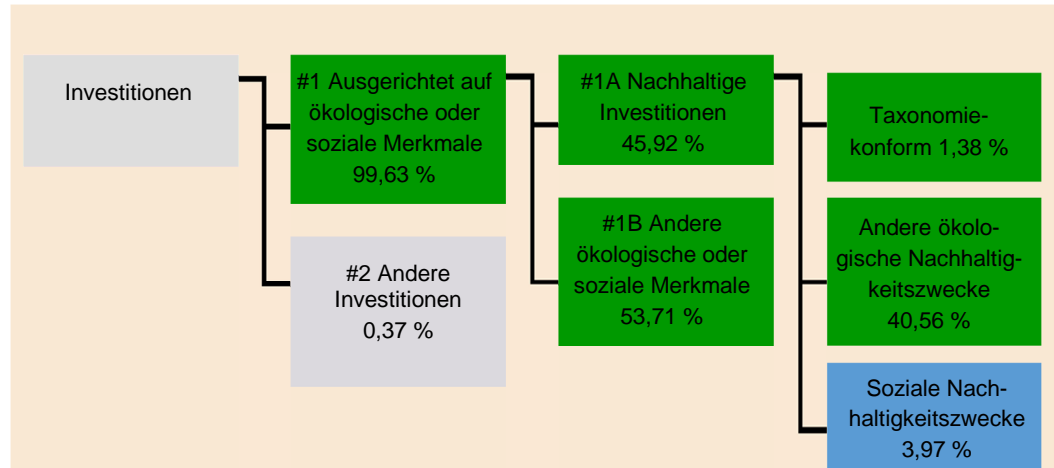 Investitionen
#1 Ausgerichtet auf
ökologische oder
soziale Merkmale
99,63 %
#2 Andere
Investitionen
0,37 %
#1A Nachhaltige
Investitionen
45,92 %
#1B Andere
ökologische oder
soziale Merkmale
53,71 %
Taxonomie-
konform 1,38 %
Andere ökolo-
gische Nachhaltig-
keitszwecke
40,56 %
Soziale Nach-
haltigkeitszwecke
3,97 %